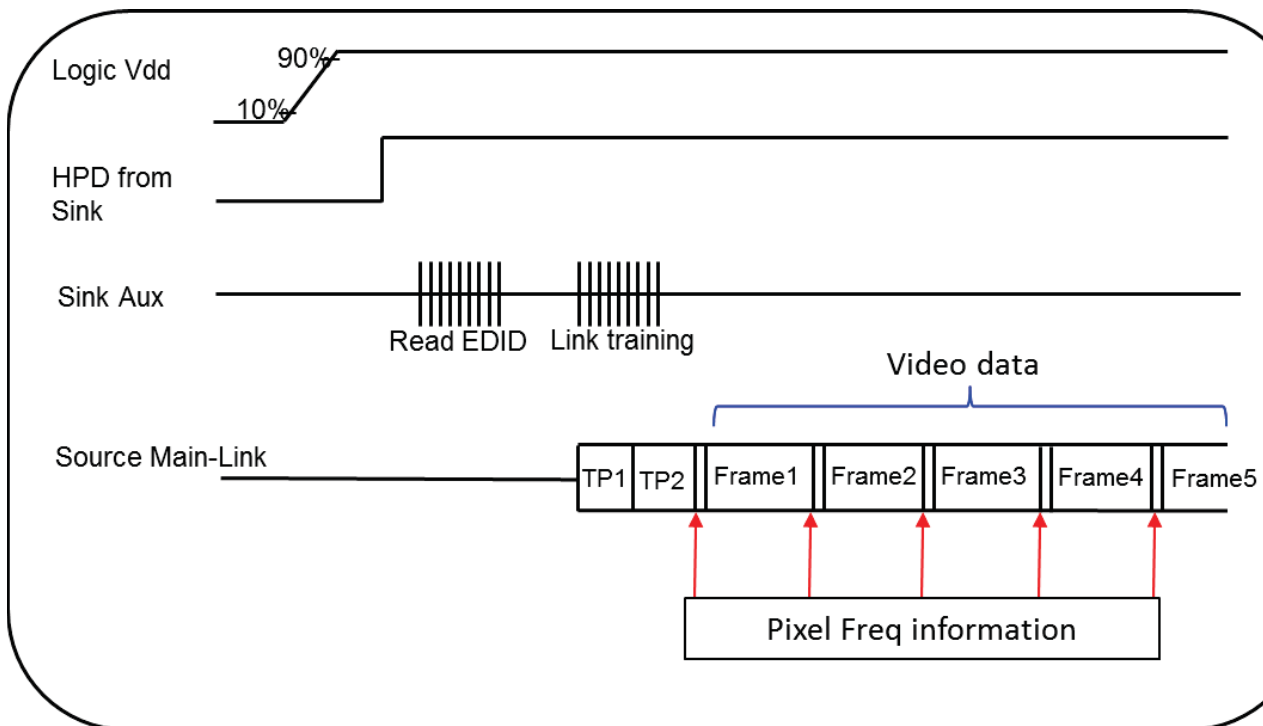 Logic Vdd
90%
10%
HPD from
Sink
Sink Aux
Read EDID
Link training
Video data
Source Main-Link
TP1
TP2
Frame1
Frame2
Frame3
Frame4
Frame5
Pixel Freq information